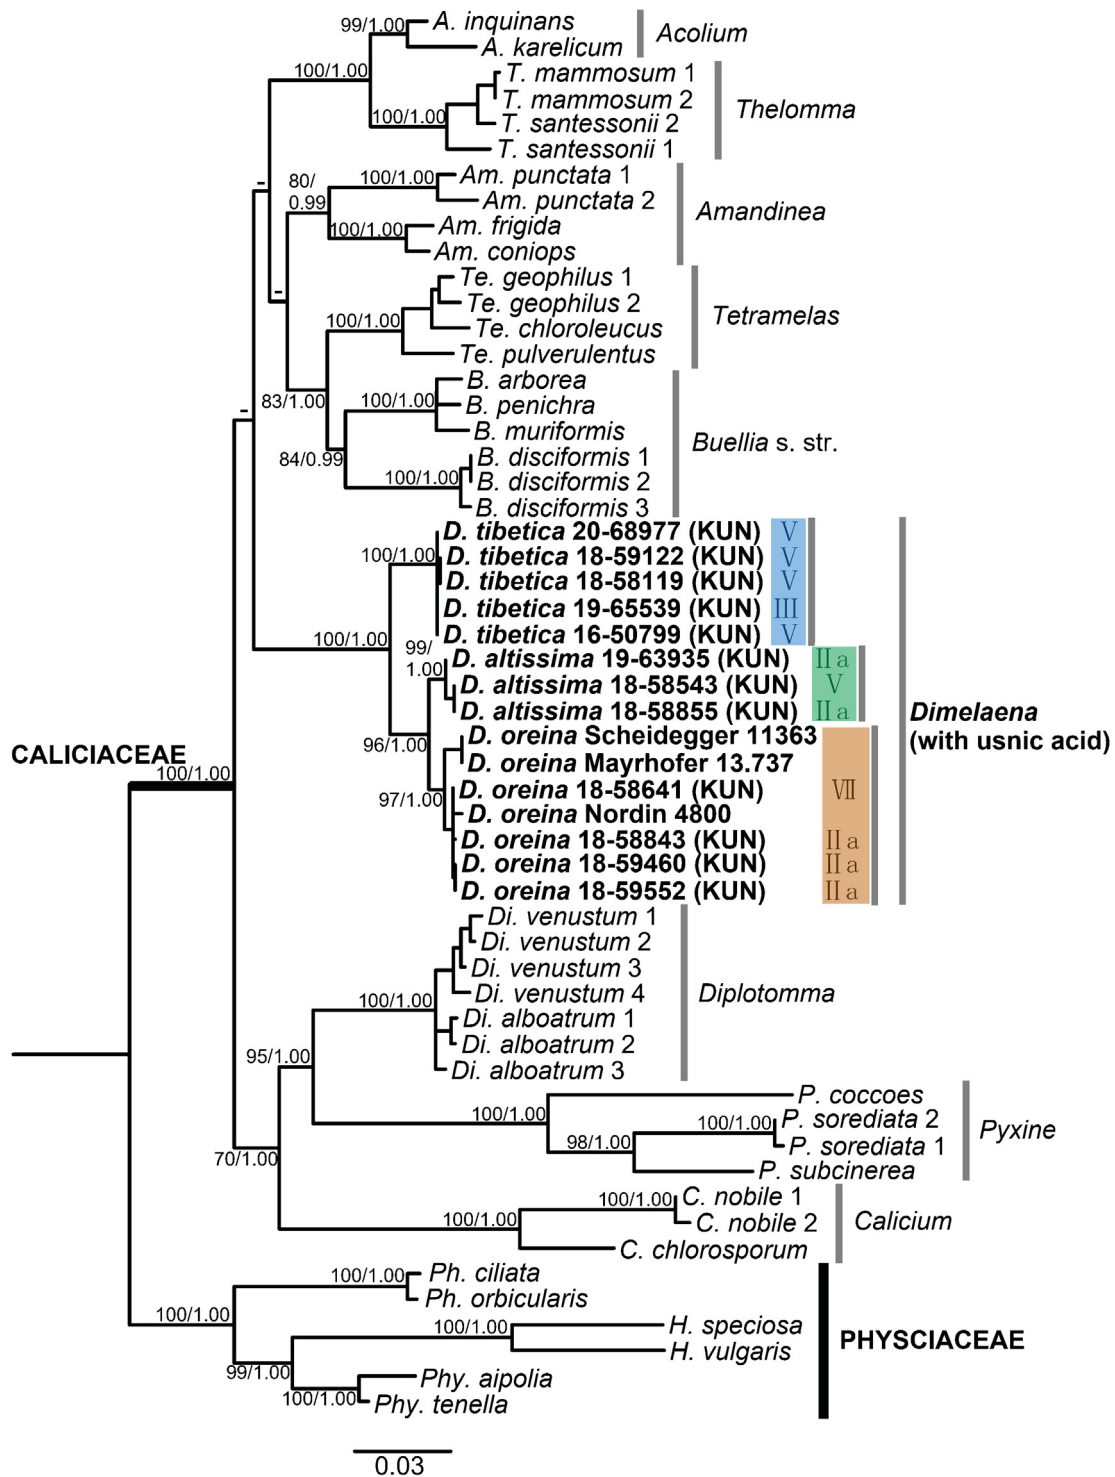 99/1.00
A. inquinans
A. karelicum
Acolium
100/1.00
T. mammosum 1
T. mammosum 2
T. santessonii 2
T. santessonii 1
100/1.00
Thelomma
-
80/
0.99
100/1.00
Am. punctata 1
Am. punctata 2
100/1.00
Am. frigida
Am. coniops
Amandinea
-
Te. geophilus 1
Te. geophilus 2
Te. chloroleucus
Te. pulverulentus
100/1.00
Tetramelas
83/1.00
100/1.00
B. arborea
B. penichra
B. muriformis
84/0.99
100/1.00
B. disciformis 1
B. disciformis 2
B. disciformis 3
Buellia s. str.
-
100/1.00
D. tibetica 20-68977 (KUN) V
D. tibetica 18-59122 (KUN) V
D. tibetica 18-58119 (KUN) V
D. tibetica 19-65539 (KUN) III
D. tibetica 16-50799 (KUN) V
100/1.00
99/
1.00
D. altissima 19-63935 (KUN) II a
D. altissima 18-58543 (KUN) V
D. altissima 18-58855 (KUN) II a
96/1.00
D. oreina Scheidegger 11363
D. oreina Mayrhofer 13.737
97/1.00
D. oreina 18-58641 (KUN) VII
D. oreina Nordin 4800
D. oreina 18-58843 (KUN) II a
D. oreina 18-59460 (KUN) II a
D. oreina 18-59552 (KUN) II a
Dimelaena
(with usnic acid)
CALICIACEAE
100/1.00
Di. venustum 1
Di. venustum 2
Di. venustum 3
Di. venustum 4
100/1.00
Di. alboatrum 1
Di. alboatrum 2
Di. alboatrum 3
Diplotomma
95/1.00
100/1.00
P. coccoes
100/1.00
P. sorediata 2
P. sorediata 1
98/1.00
P. subcinerea
Pyxine
70/1.00
100/1.00
C. nobile 1
C. nobile 2
100/1.00
C. chlorosporum
Calicium
100/1.00
Ph. ciliata
Ph. orbicularis
100/1.00
100/1.00
H. speciosa
H. vulgaris
99/1.00
100/1.00
Phy. aipolia
Phy. tenella
PHYSCIACEAE
0.03